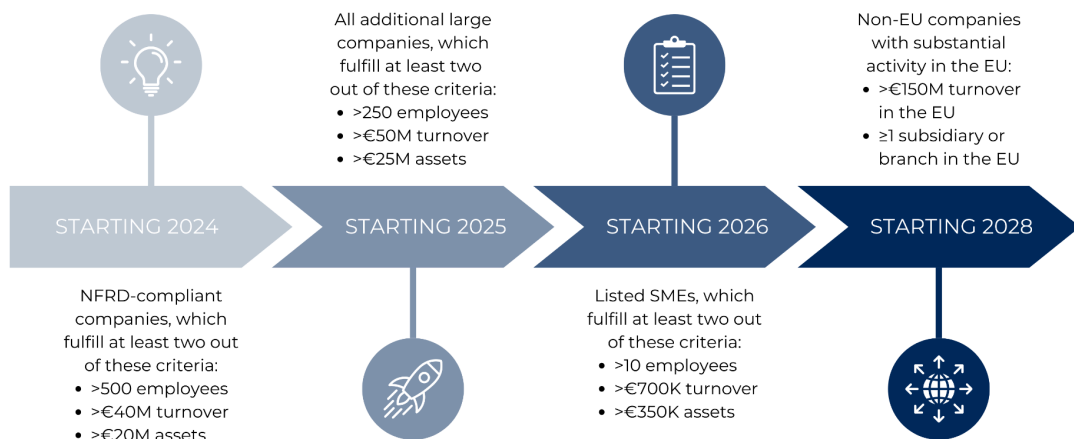 STARTING 2024
NFRD-compliant
companies, which
fulfill at least two out
of these criteria:
• >500 employees
• >€40M turnover
• >€20M assets
All additional large
companies, which
fulfill at least two
out of these criteria:
• >250 employees
• >€50M turnover
• >€25M assets
STARTING 2025
STARTING 2026
Listed SMEs, which
fulfill at least two out
of these criteria:
• >10 employees
• >€700K turnover
• >€350K assets
Non-EU companies
with substantial
activity in the EU:
• >€150M turnover
in the EU
• ≥1 subsidiary or
branch in the EU
STARTING 2028